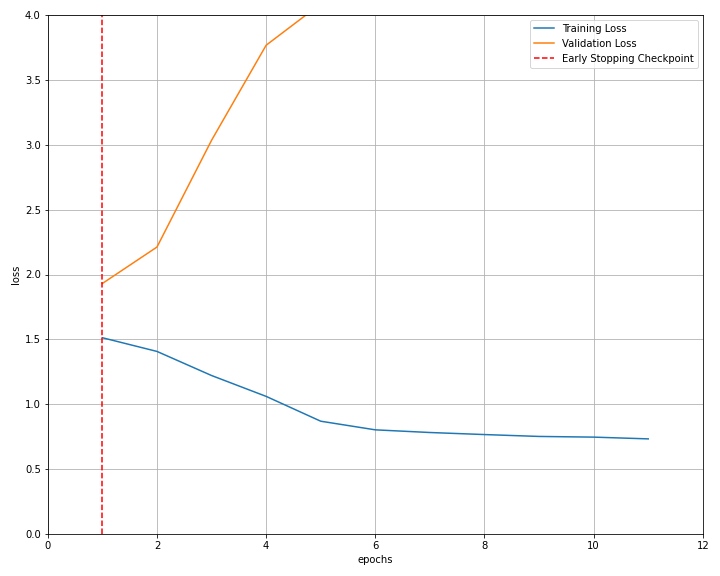 Training Loss
Validation Loss
Early Stopping Checkpoint
4.0
3.5
3.0
2.5
2.0
1.5
1.0
0.5
0.0
loss
0 2 4 6 8 10 12
epochs